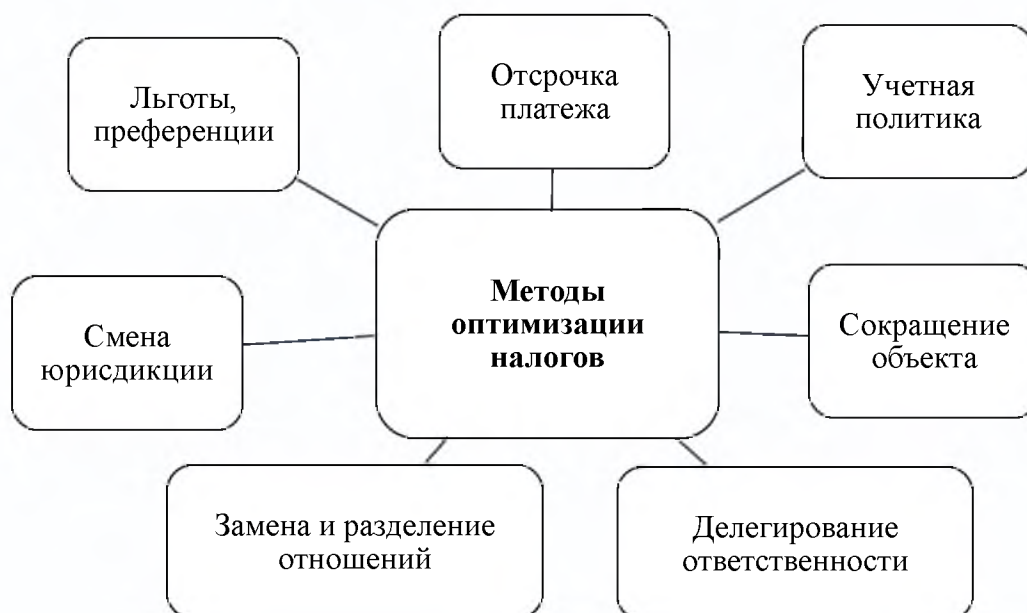 Льготы,
преференции
Отсрочка
платежа
Учетная
политика
Методы
оптимизации
налогов
Смена
юрисдикции
Сокращение
объекта
Замена и разделение
отношений
Делегирование
ответственности